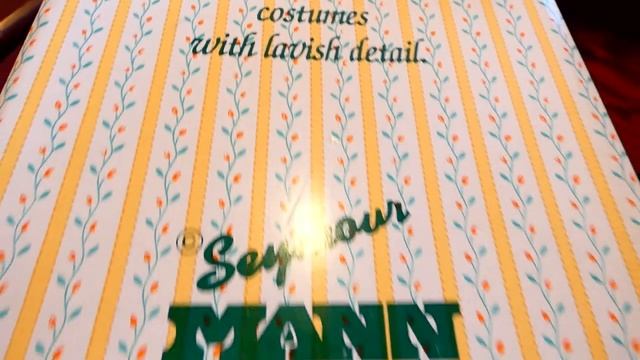 costumes
with lavish detail.
© Seymour
MANN